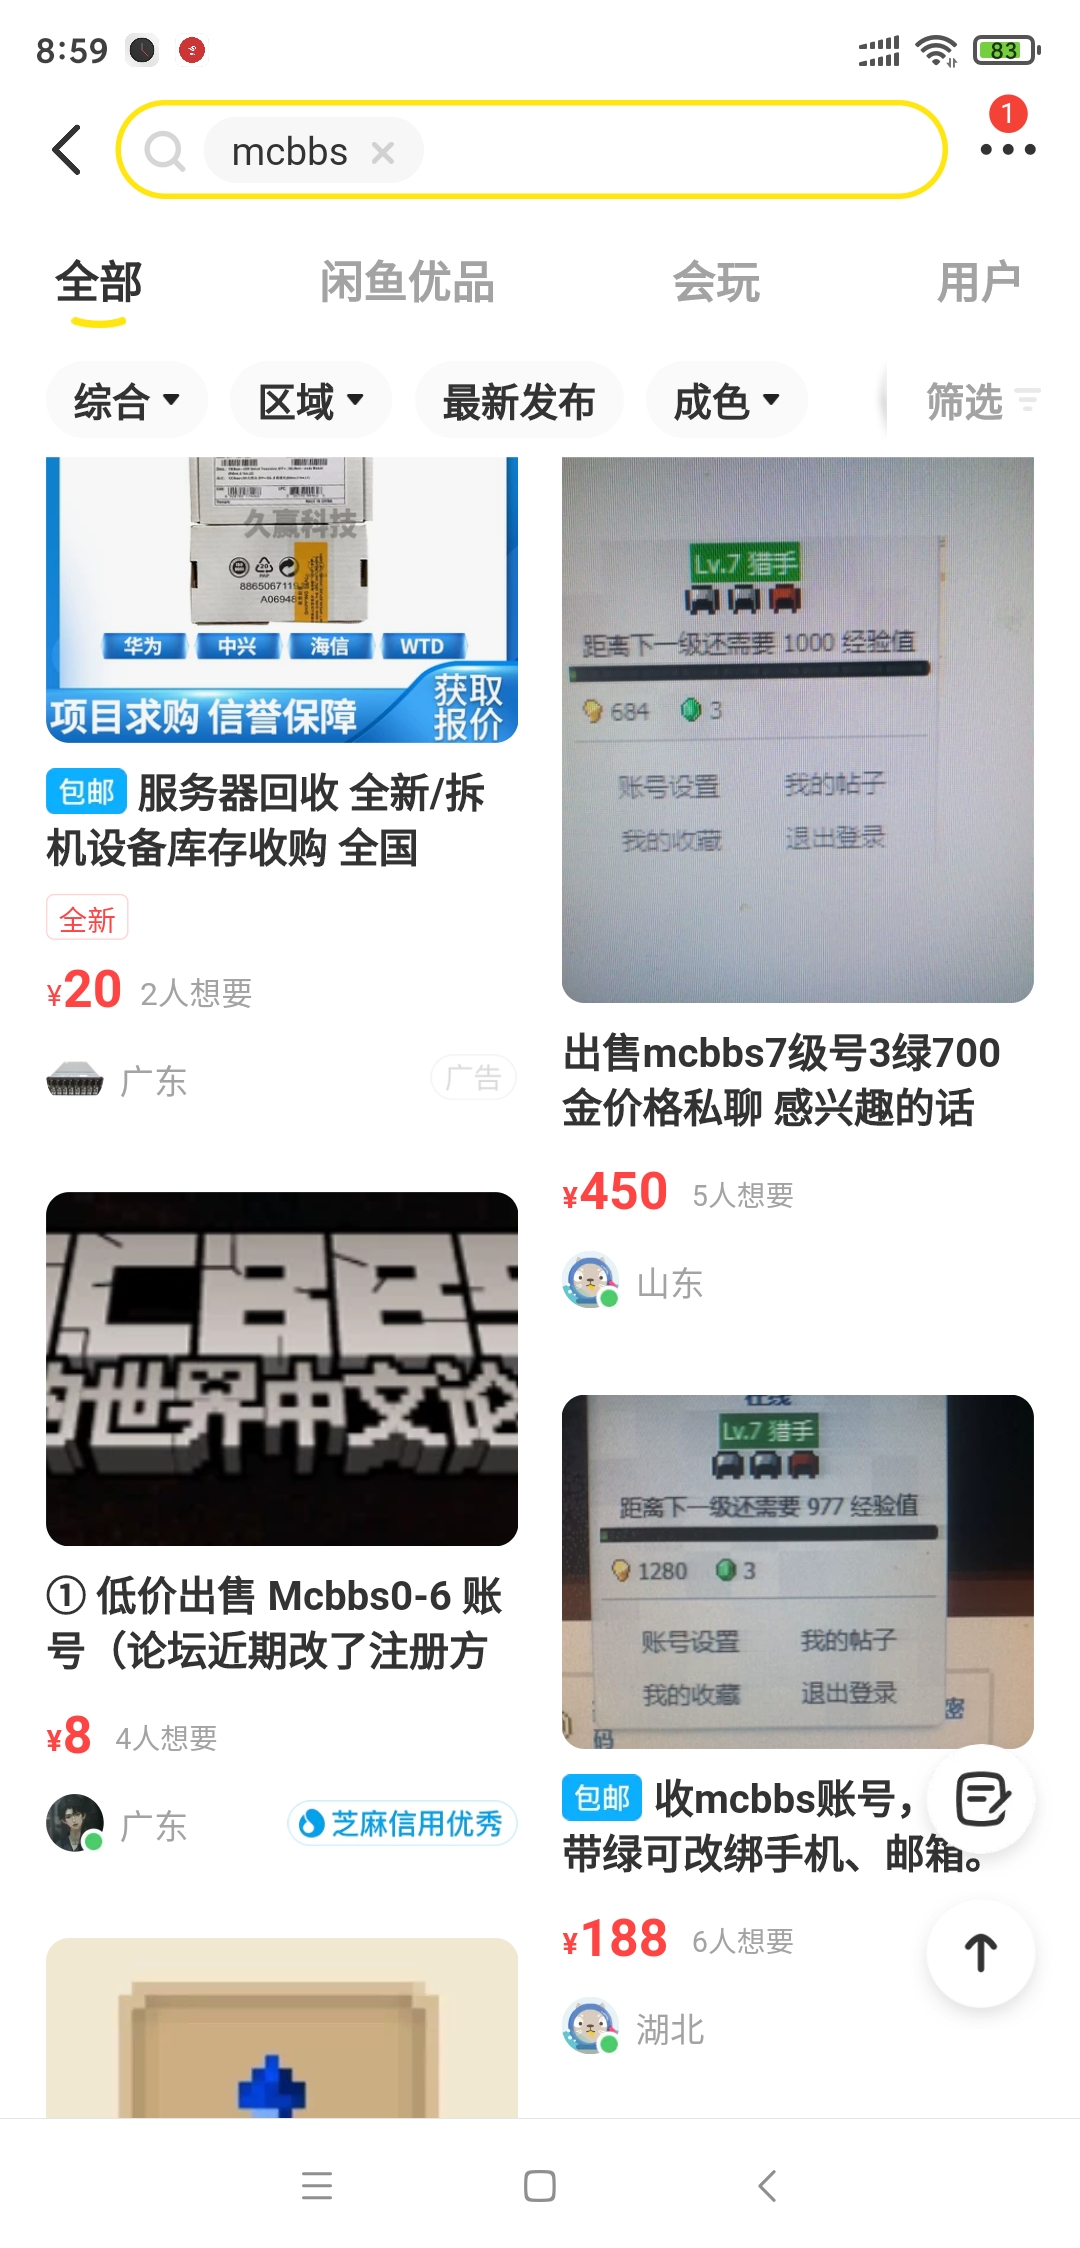 8:59
83
mcbbs
1
全部
闲鱼优品
会玩
用户
综合
区域
最新发布
成色
筛选
久赢科技
8865067119
A06948
华为
中兴
海信
WTD
项目求购 信誉保障
获取
报价
包邮 服务器回收 全新/拆
机设备库存收购 全国
全新
¥20 2人想要
广东
广告
Lv.7 猎手
距离下一级还需要 1000 经验值
684 3
账号设置 我的帖子
我的收藏 退出登录
出售mcbbs7级号3绿700
金价格私聊 感兴趣的话
¥450 5人想要
山东
CBBS
世界中文论
① 低价出售 Mcbbs0-6 账
号（论坛近期改了注册方
¥8 4人想要
广东
芝麻信用优秀
在线
Lv.7 猎手
距离下一级还需要 977 经验值
1280 3
账号设置 我的帖子
我的收藏 退出登录
密
码
包邮 收mcbbs账号，
带绿可改绑手机、邮箱。
¥188 6人想要
湖北